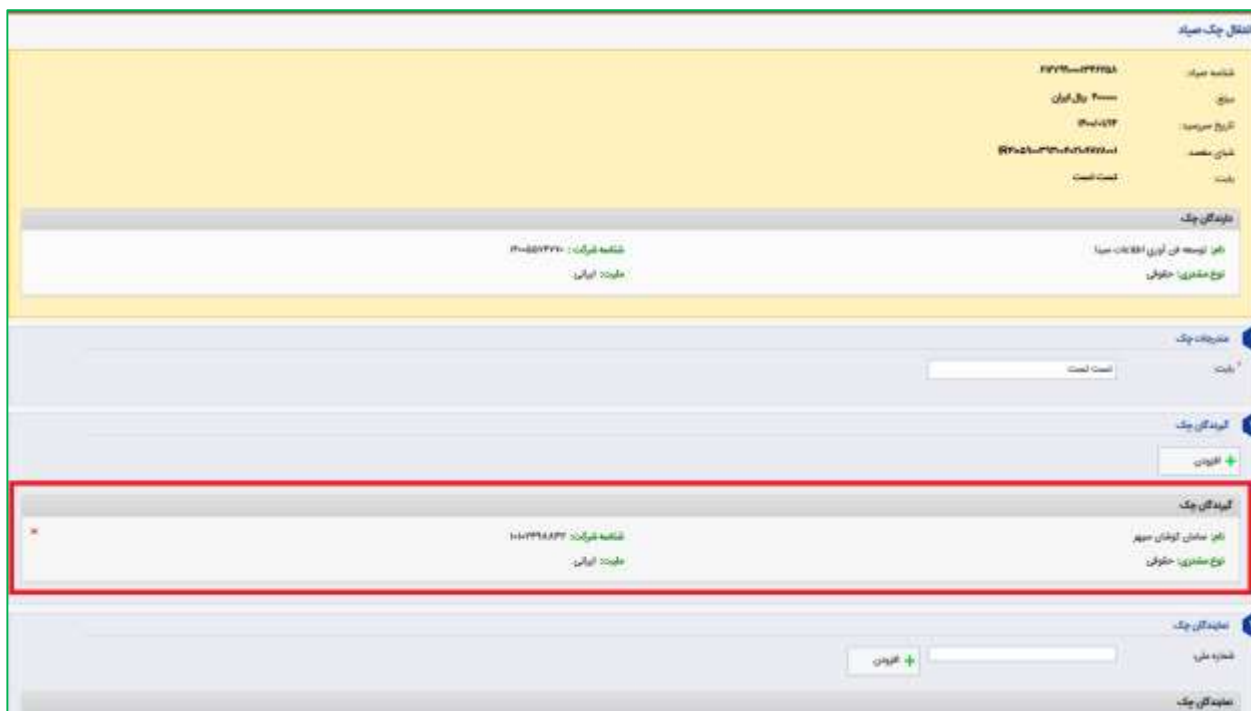 انتقال چک صیاد
شناسه صیاد:
مبلغ: ریال ایران
تاریخ سررسید:
شبای مقصد:
بابت: تست تست
دارندگان چک
نام: توسعه فن آوری اطلاعات سینا شناسه شرکت:
نوع مشتری: حقوقی ملیت: ایرانی
مندرجات چک
* بابت: تست تست
گیرندگان چک
+ افزودن
گیرندگان چک
نام: سامان کوشان سپهر شناسه شرکت:
نوع مشتری: حقوقی ملیت: ایرانی
نمایندگان چک
شماره ملی: + افزودن
نمایندگان چک